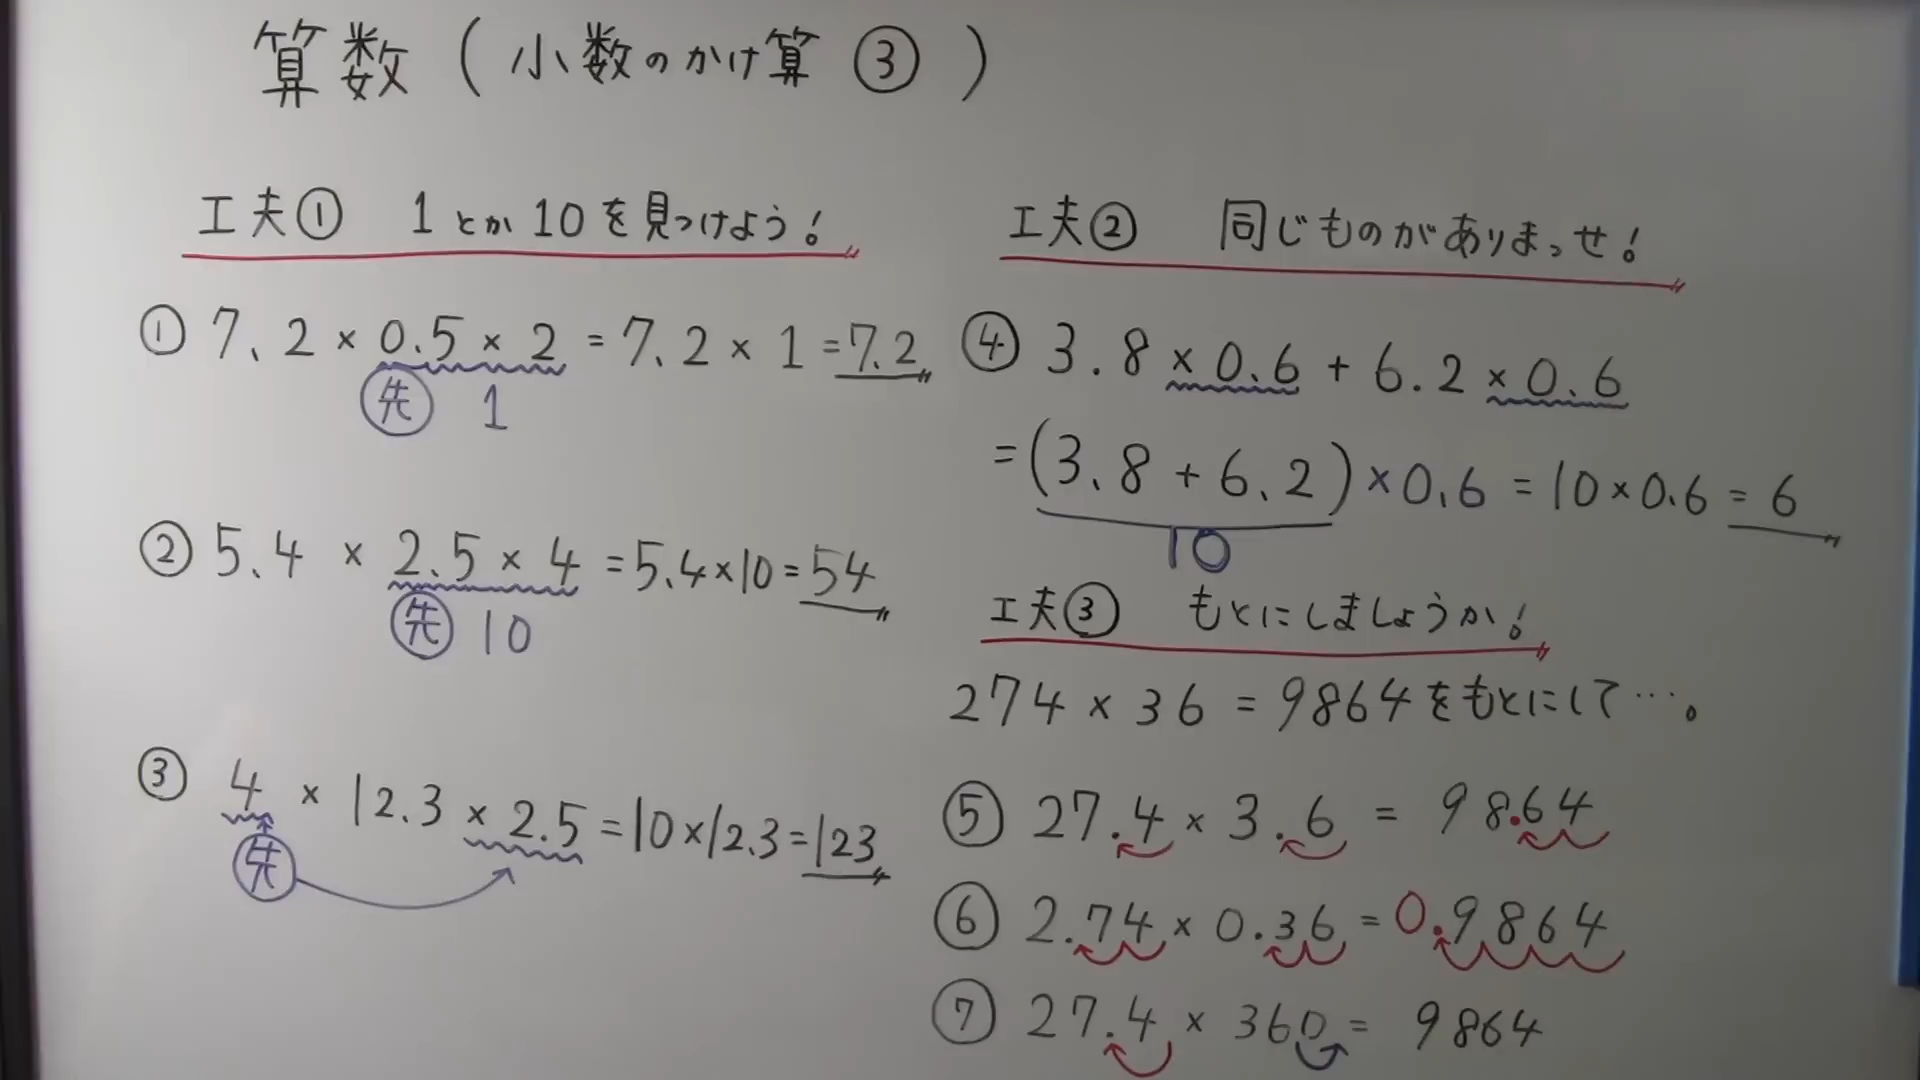 算数（小数のかけ算③）
工夫① 1とか10を見つけよう！
① 7.2 × 0.5 × 2 = 7.2 × 1 = 7.2
先 1
② 5.4 × 2.5 × 4 = 5.4×10 = 54
先 10
③ 4 × 12.3 × 2.5 = 10×12.3 = 123
先
工夫② 同じものがありまっせ！
④ 3.8 × 0.6 + 6.2 × 0.6
= (3.8 + 6.2) × 0.6 = 10×0.6 = 6
10
工夫③ もとにしましょうか！
274 × 36 = 9864をもとにして…。
⑤ 27.4 × 3.6 = 98.64
⑥ 2.74 × 0.36 = 0.9864
⑦ 27.4 × 360 = 9864